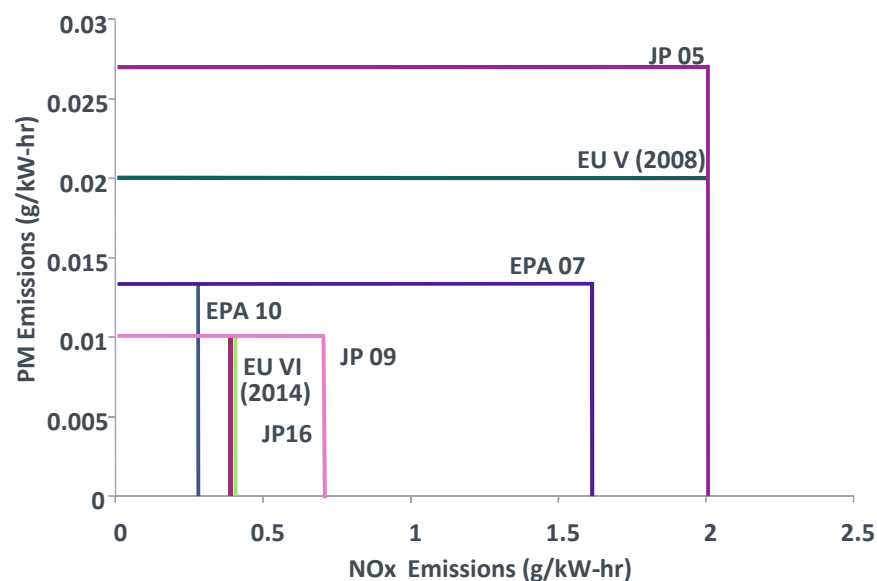 0.03
JP 05
0.025
EU V (2008)
0.02
0.015
EPA 07
EPA 10
0.01
JP 09
EU VI
(2014)
0.005
JP16
0
PM Emissions (g/kW-hr)
0 0.5 1 1.5 2 2.5
NOx Emissions (g/kW-hr)